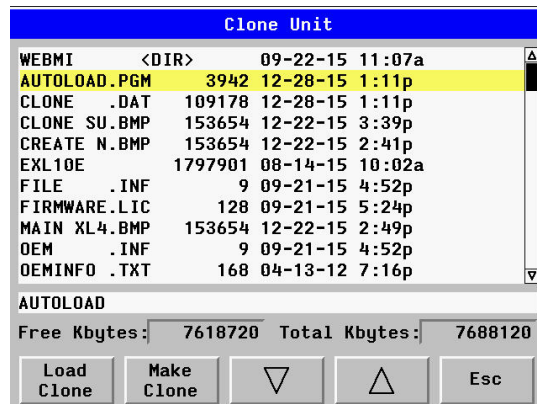 Clone Unit
WEBMI <DIR> 09-22-15 11:07a
AUTOLOAD.PGM 3942 12-28-15 1:11p
CLONE .DAT 109178 12-28-15 1:11p
CLONE SU.BMP 153654 12-22-15 3:39p
CREATE N.BMP 153654 12-22-15 2:41p
EXL10E 1797901 08-14-15 10:02a
FILE .INF 9 09-21-15 4:52p
FIRMWARE.LIC 128 09-21-15 5:24p
MAIN XL4.BMP 153654 12-22-15 2:49p
OEM .INF 9 09-21-15 4:52p
OEMINFO .TXT 168 04-13-12 7:16p
AUTOLOAD
Free Kbytes: 7618720 Total Kbytes: 7688120
Load Clone
Make Clone
Esc